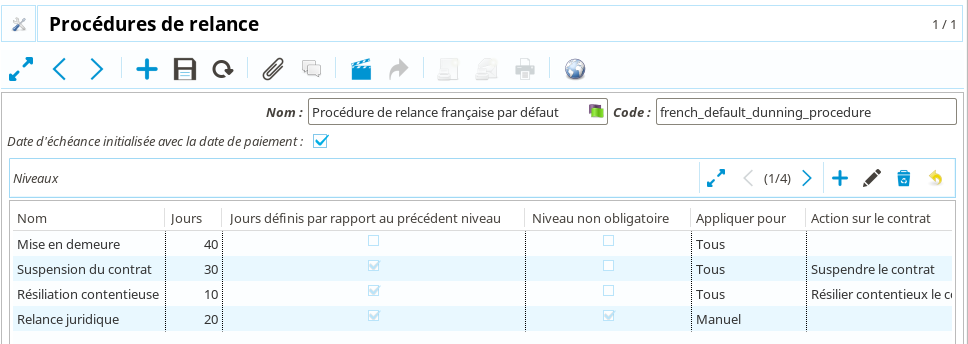 Procédures de relance 1 / 1
Nom : Procédure de relance française par défaut Code : french_default_dunning_procedure
Date d'échéance initialisée avec la date de paiement :
Niveaux (1/4)
Nom Jours Jours définis par rapport au précédent niveau Niveau non obligatoire Appliquer pour Action sur le contrat
Mise en demeure 40 Tous
Suspension du contrat 30 Tous Suspendre le contrat
Résiliation contentieuse 10 Tous Résilier contentieux le c
Relance juridique 20 Manuel